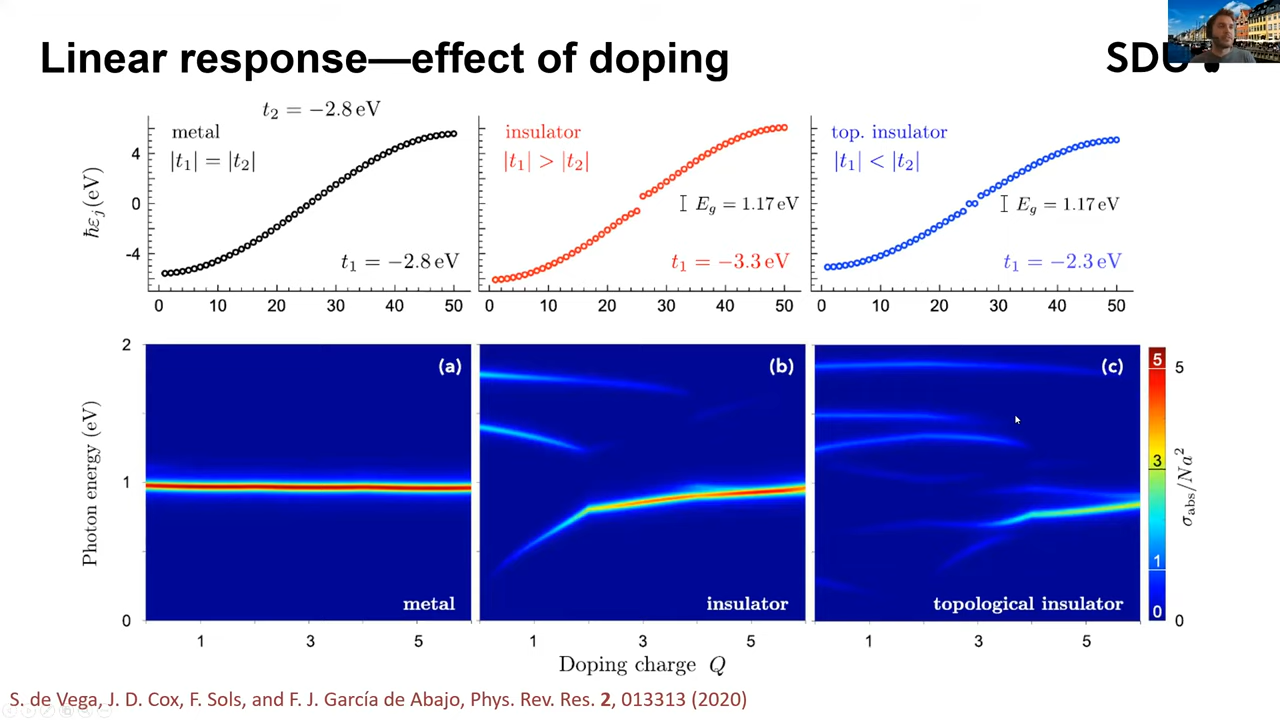 Linear response—effect of doping
SDU
t₂ = −2.8 eV
metal
|t₁| = |t₂|
insulator
|t₁| > |t₂|
top. insulator
|t₁| < |t₂|
ħεⱼ(eV)
4
0
-4
E_g = 1.17 eV
E_g = 1.17 eV
t₁ = −2.8 eV
t₁ = −3.3 eV
t₁ = −2.3 eV
0 10 20 30 40 50
0 10 20 30 40 50
0 10 20 30 40 50
Photon energy (eV)
2
1
0
(a)
(b)
(c)
metal
insulator
topological insulator
5
3
1
0
5
0
σ_abs/Na²
1 3 5
1 3 5
1 3 5
Doping charge Q
S. de Vega, J. D. Cox, F. Sols, and F. J. García de Abajo, Phys. Rev. Res. 2, 013313 (2020)